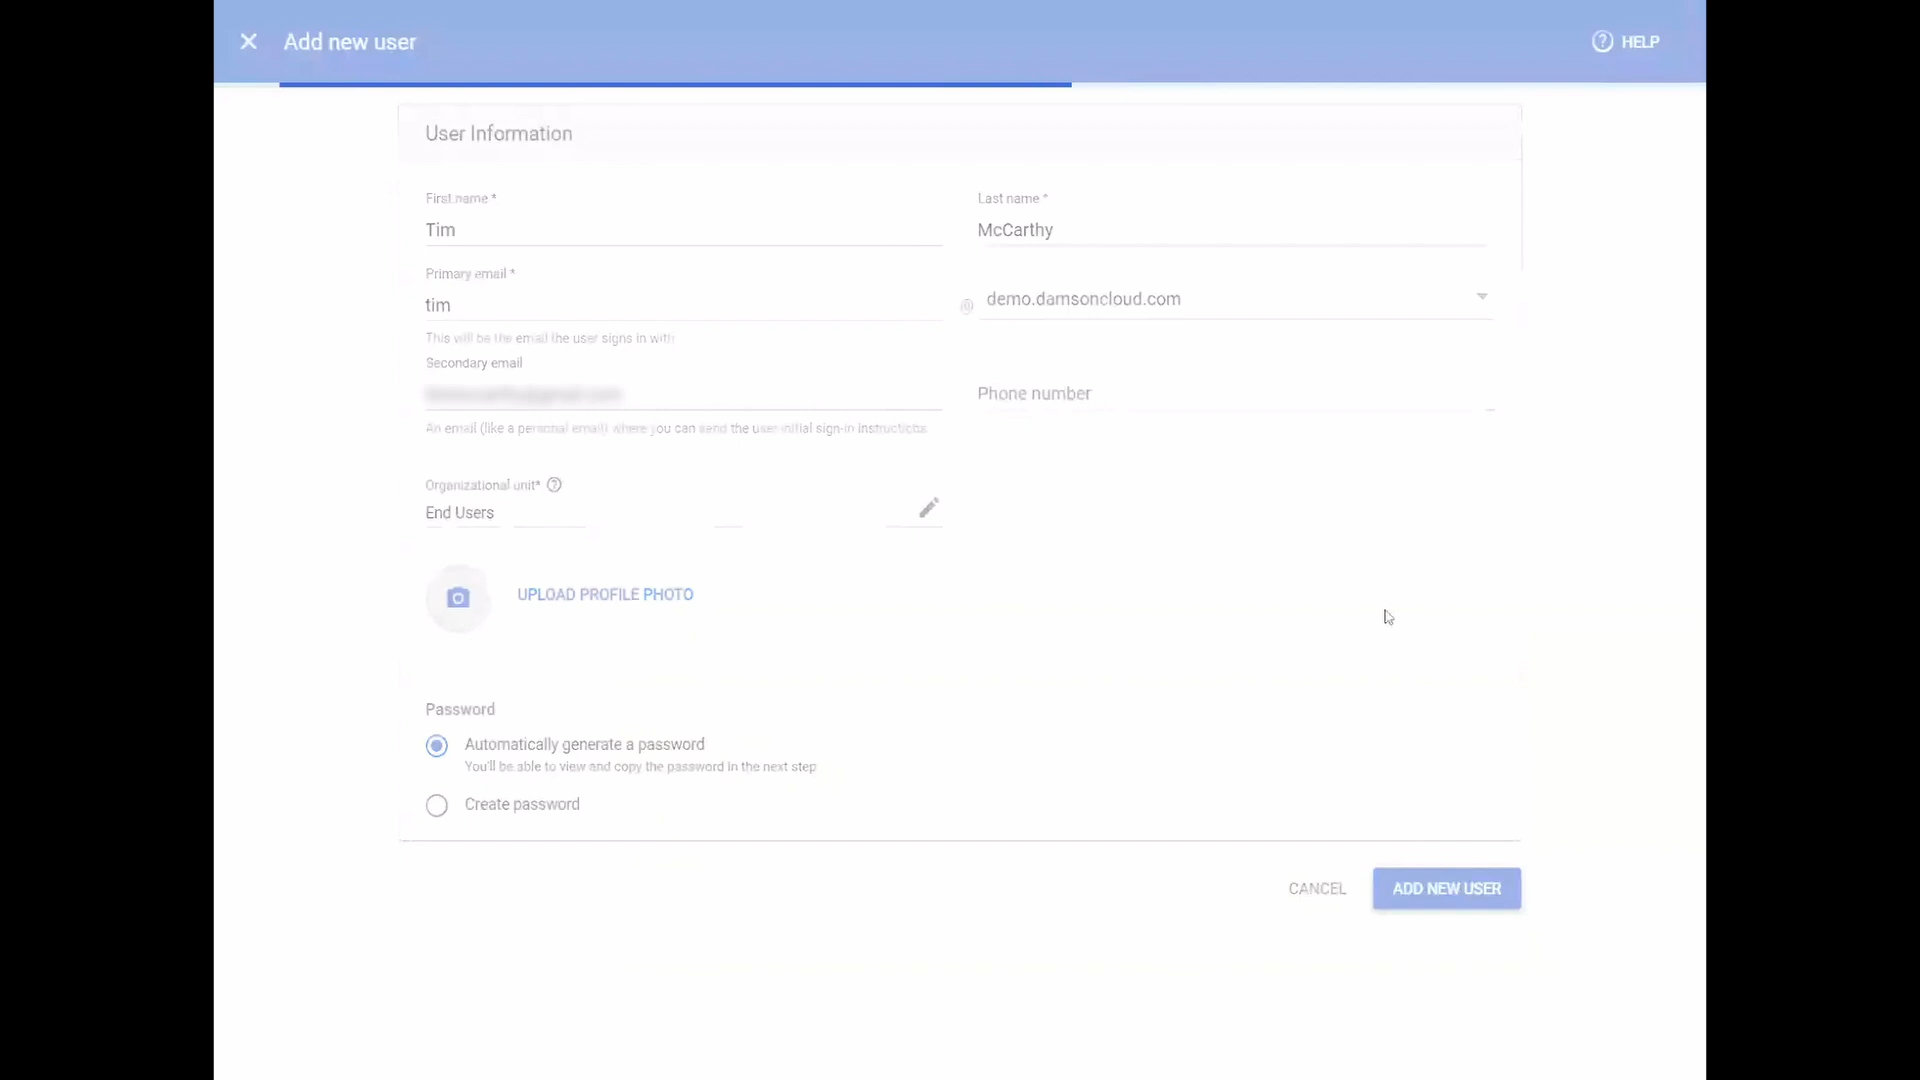 Add new user
HELP
User Information
First name *
Last name *
Tim
McCarthy
Primary email *
tim
@
demo.damsoncloud.com
This will be the email the user signs in with
Secondary email
Phone number
An email (like a personal email) where you can send the user initial sign-in instructions
Organizational unit*
End Users
UPLOAD PROFILE PHOTO
Password
Automatically generate a password
You'll be able to view and copy the password in the next step
Create password
CANCEL
ADD NEW USER